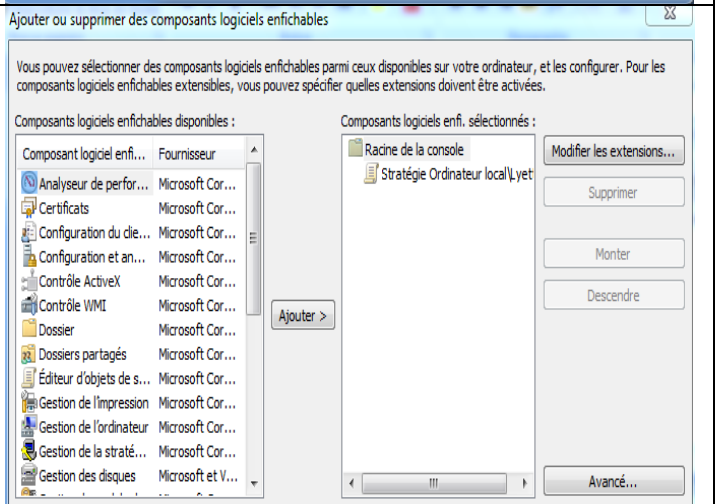 Ajouter ou supprimer des composants logiciels enfichables
Vous pouvez sélectionner des composants logiciels enfichables parmi ceux disponibles sur votre ordinateur, et les configurer. Pour les
composants logiciels enfichables extensibles, vous pouvez spécifier quelles extensions doivent être activées.
Composants logiciels enfichables disponibles :
Composant logiciel enfi... Fournisseur
Analyseur de perfor... Microsoft Cor...
Certificats Microsoft Cor...
Configuration du clie... Microsoft Cor...
Configuration et an... Microsoft Cor...
Contrôle ActiveX Microsoft Cor...
Contrôle WMI Microsoft Cor...
Dossier Microsoft Cor...
Dossiers partagés Microsoft Cor...
Éditeur d'objets de s... Microsoft Cor...
Gestion de l'impression Microsoft Cor...
Gestion de l'ordinateur Microsoft Cor...
Gestion de la straté... Microsoft Cor...
Gestion des disques Microsoft et V...
Ajouter >
Composants logiciels enfi. sélectionnés :
Racine de la console
Stratégie Ordinateur local\Lyet
Modifier les extensions...
Supprimer
Monter
Descendre
Avancé...